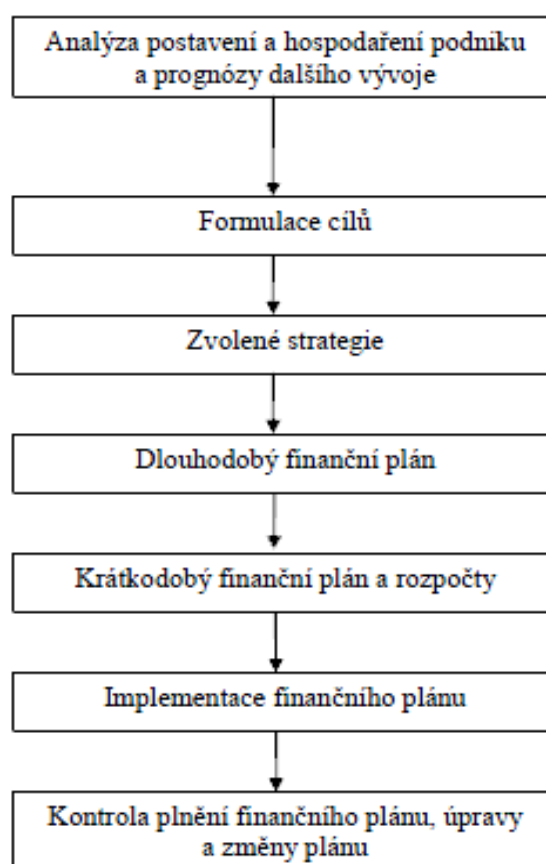 Analýza postavení a hospodaření podniku
a prognózy dalšího vývoje
Formulace cílů
Zvolené strategie
Dlouhodobý finanční plán
Krátkodobý finanční plán a rozpočty
Implementace finančního plánu
Kontrola plnění finančního plánu, úpravy
a změny plánu